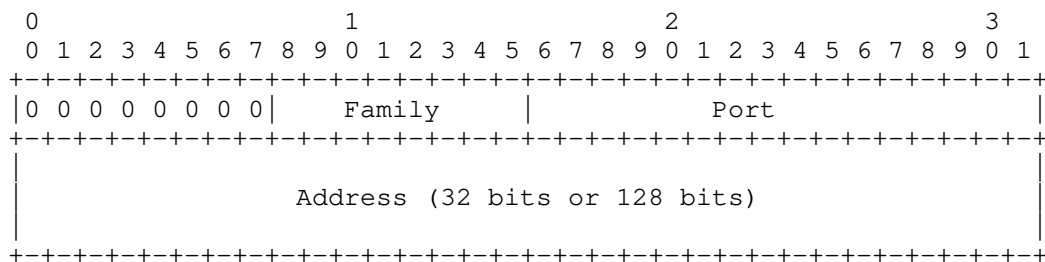 0                   1                   2                   3
 0 1 2 3 4 5 6 7 8 9 0 1 2 3 4 5 6 7 8 9 0 1 2 3 4 5 6 7 8 9 0 1
+-+-+-+-+-+-+-+-+-+-+-+-+-+-+-+-+-+-+-+-+-+-+-+-+-+-+-+-+-+-+-+-+
|0 0 0 0 0 0 0 0|    Family     |           Port                |
+-+-+-+-+-+-+-+-+-+-+-+-+-+-+-+-+-+-+-+-+-+-+-+-+-+-+-+-+-+-+-+-+
|                                                               |
|                 Address (32 bits or 128 bits)                 |
|                                                               |
+-+-+-+-+-+-+-+-+-+-+-+-+-+-+-+-+-+-+-+-+-+-+-+-+-+-+-+-+-+-+-+-+